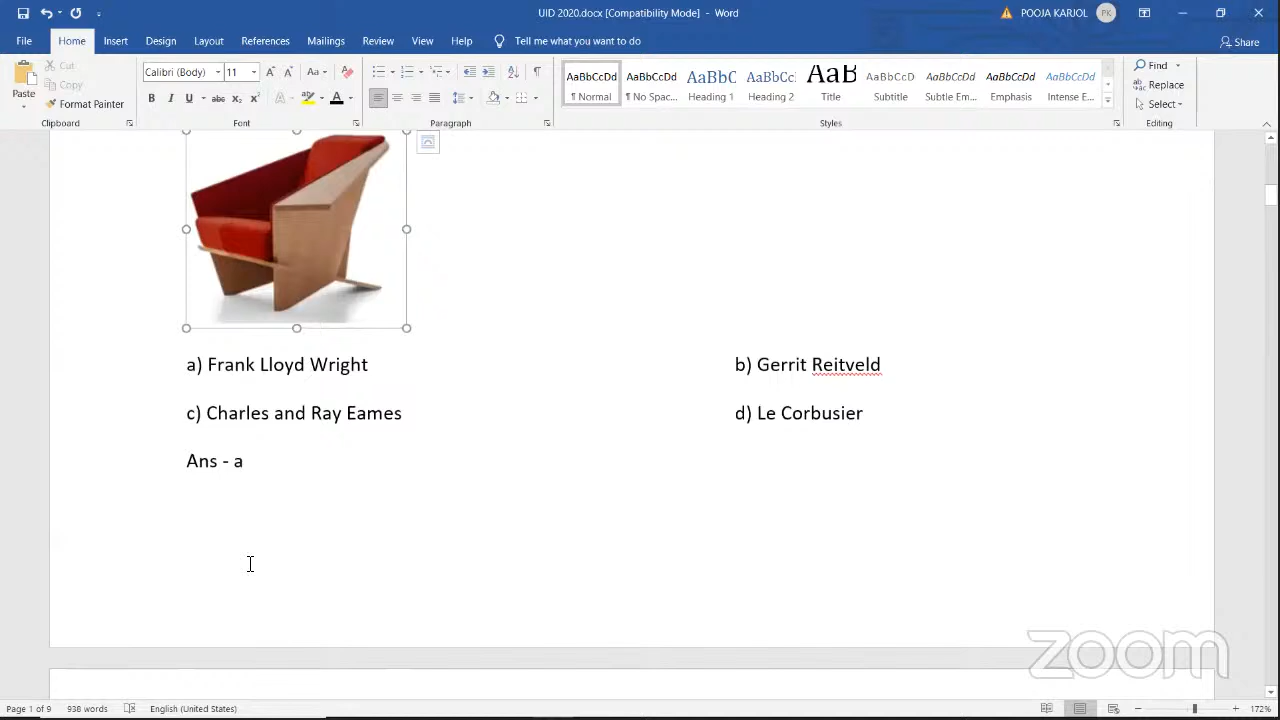 UID 2020.docx [Compatibility Mode] - Word
POOJA KARJOL
PK
File Home Insert Design Layout References Mailings Review View Help Tell me what you want to do
Share
Paste
Cut
Copy
Format Painter
Clipboard
Calibri (Body) 11
Font
Paragraph
AaBbCcDd
¶ Normal
AaBbCcDd
¶ No Spac...
AaBbC
Heading 1
AaBbCc
Heading 2
AaB
Title
AaBbCcD
Subtitle
AaBbCcDd
Subtle Em...
AaBbCcDd
Emphasis
AaBbCcDd
Intense E...
Styles
Find
Replace
Select
Editing
a) Frank Lloyd Wright
b) Gerrit Reitveld
c) Charles and Ray Eames
d) Le Corbusier
Ans - a
zoom
Page 1 of 9 938 words English (United States)
172%